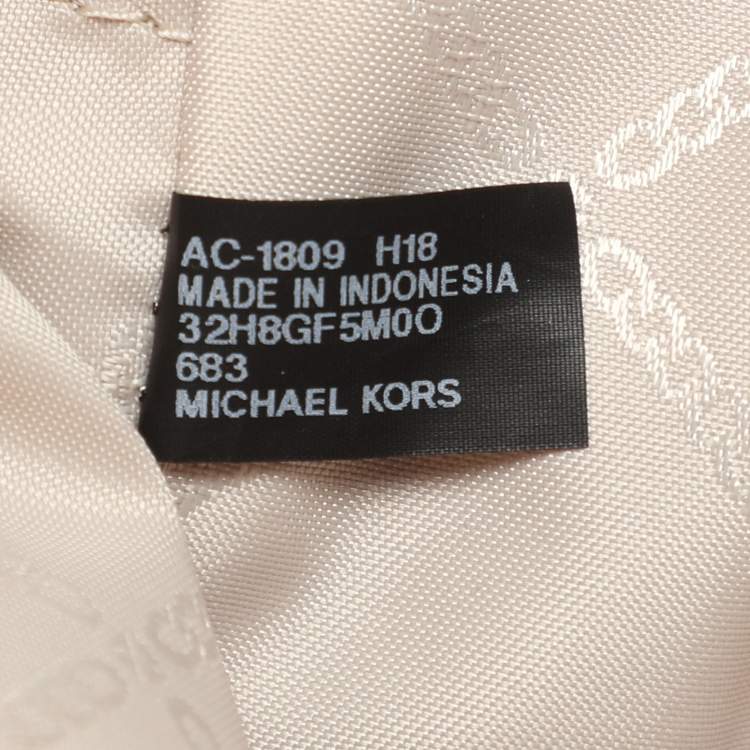 AC-1809 H18
MADE IN INDONESIA
32H8GF5M0O
683
MICHAEL KORS